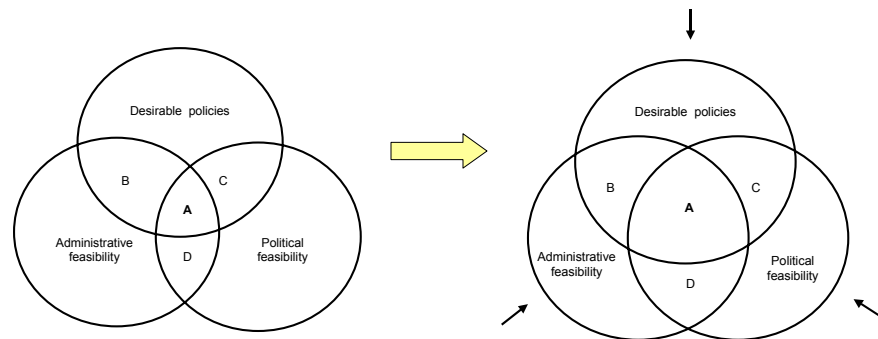 Desirable policies
B
C
A
Administrative
feasibility
D
Political
feasibility
Desirable policies
B
C
A
Administrative
feasibility
D
Political
feasibility